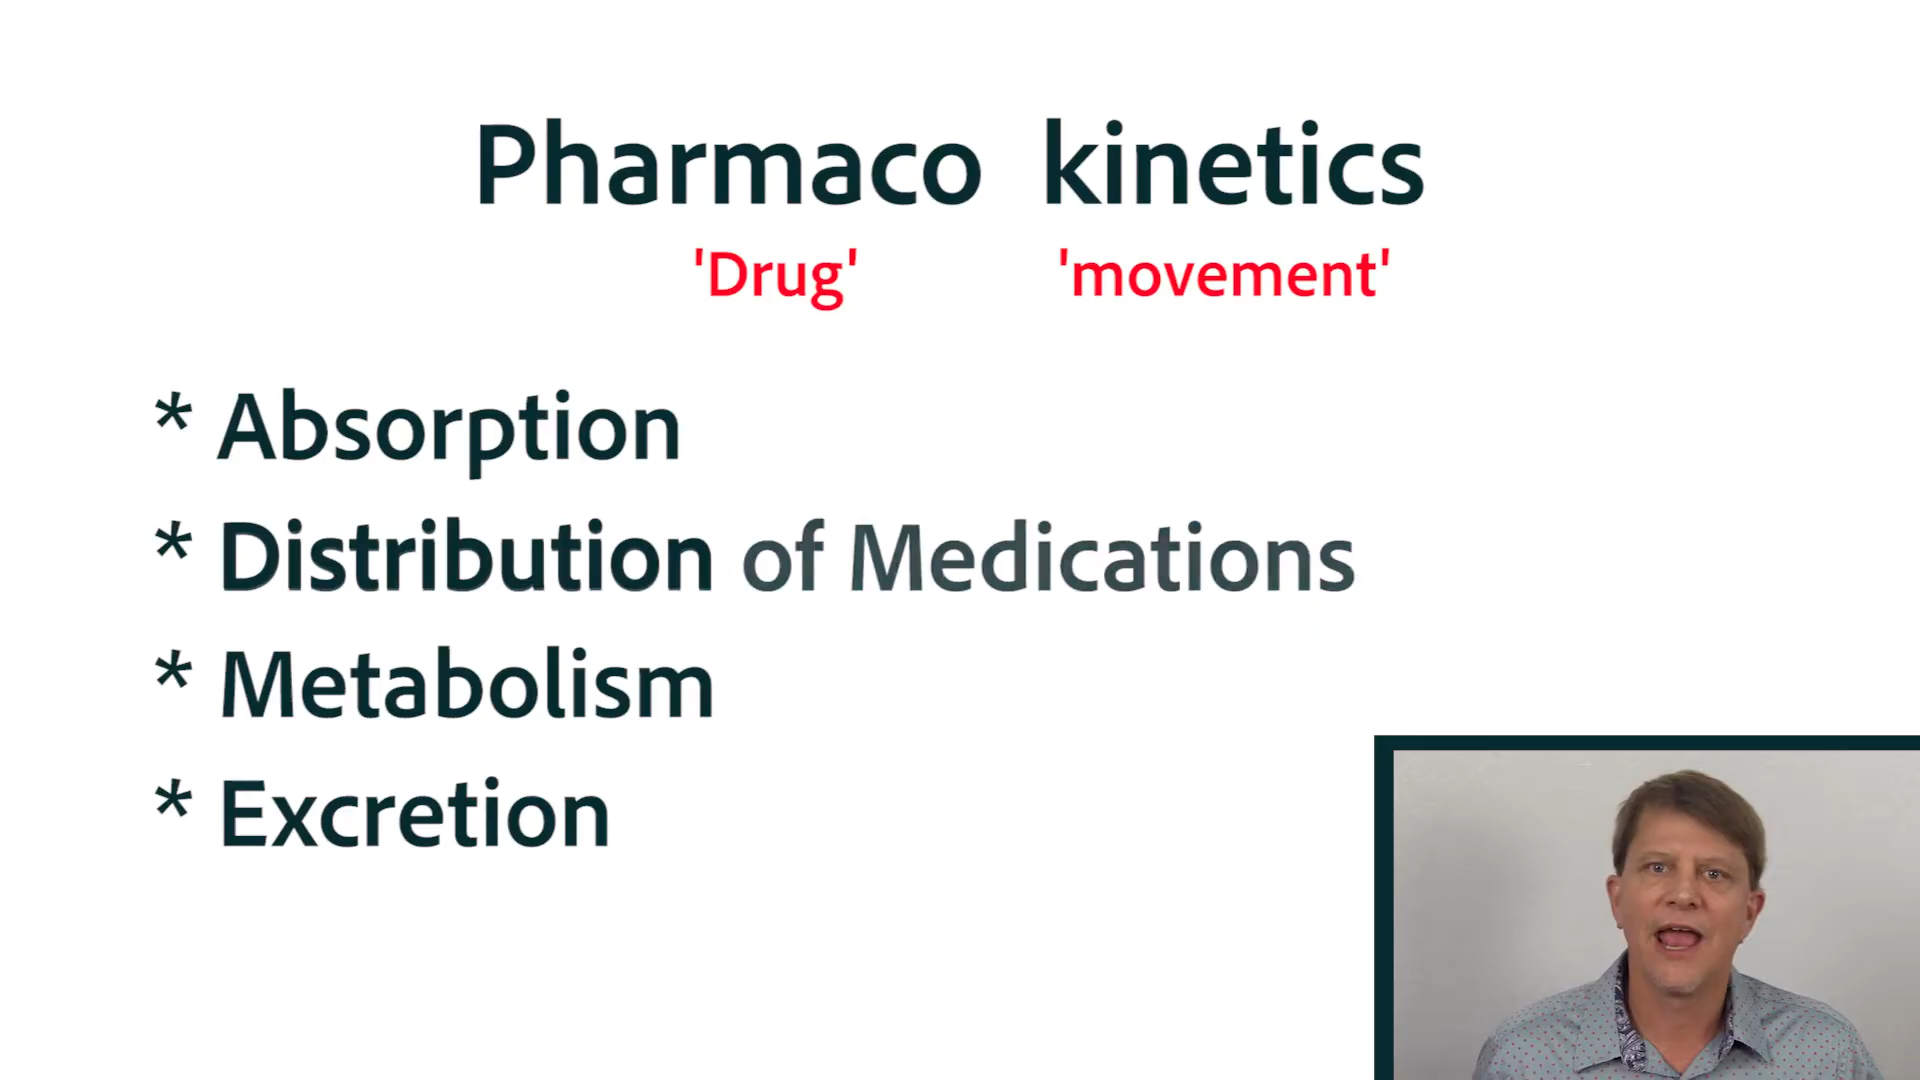 Pharmaco kinetics
'Drug' 'movement'
* Absorption
* Distribution of Medications
* Metabolism
* Excretion